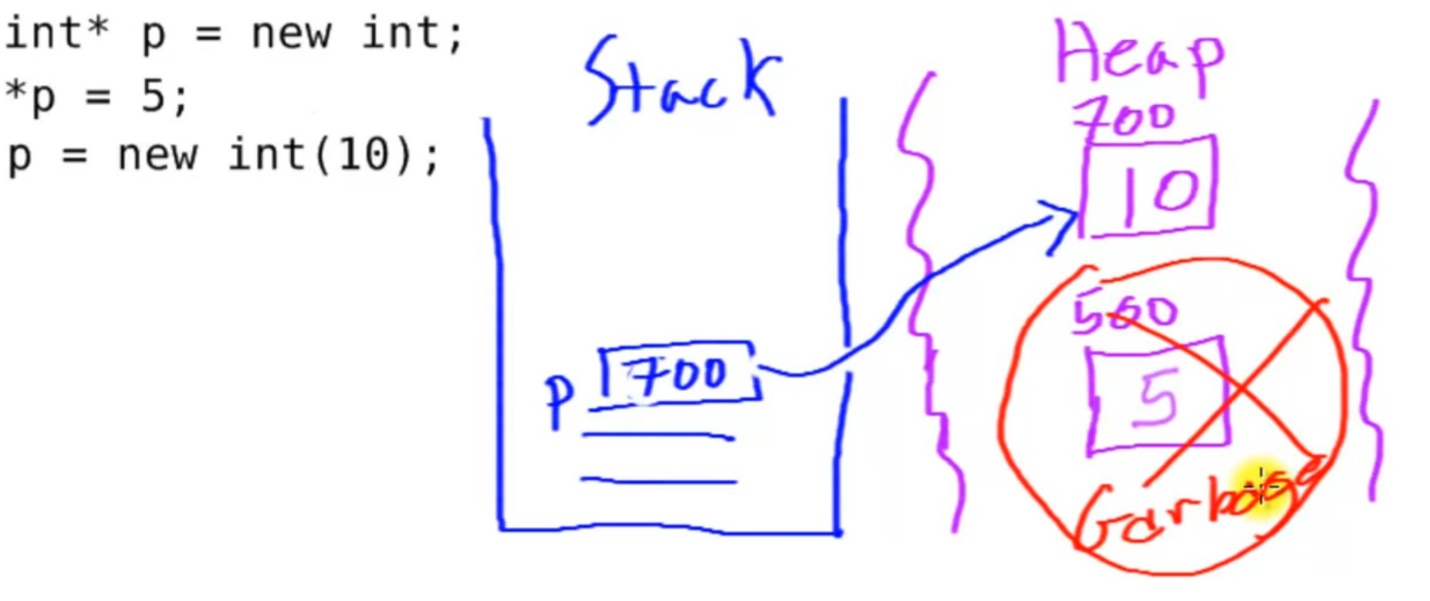 int* p = new int;
*p = 5;
p = new int(10);
Stack
Heap
700
10
500
5
p 700
Garbage